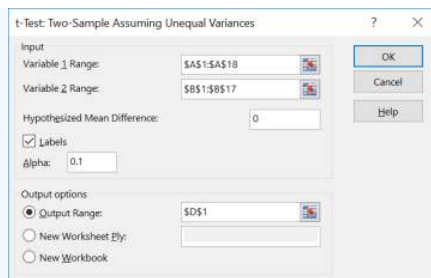 t-Test: Two-Sample Assuming Unequal Variances ? ×
Input
Variable 1 Range: $A$1:$A$18
Variable 2 Range: $B$1:$B$17
Hypothesized Mean Difference: 0
Labels
Alpha: 0.1
Output options
Output Range: $D$1
New Worksheet Ply:
New Workbook
OK
Cancel
Help